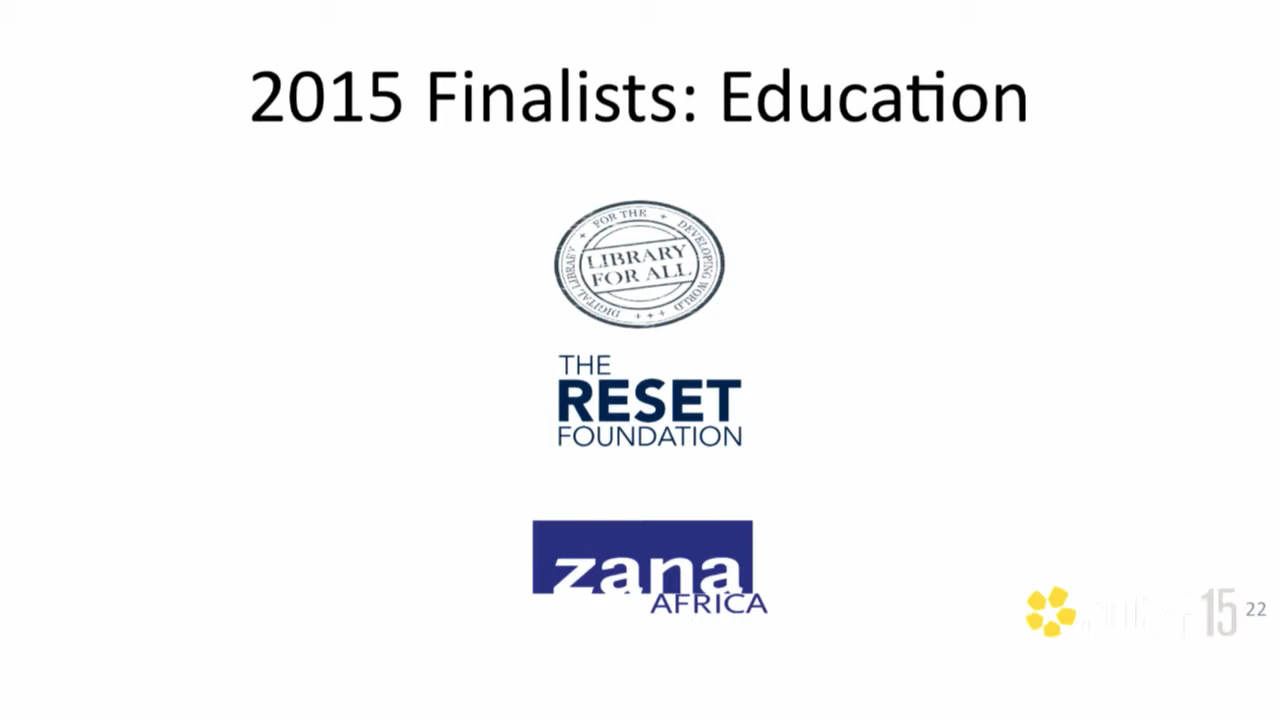 2015 Finalists: Education
DIGITAL LIBRARY + FOR THE + DEVELOPING WORLD + + +
LIBRARY
FOR ALL
THE
RESET
FOUNDATION
zana
AFRICA
15
22